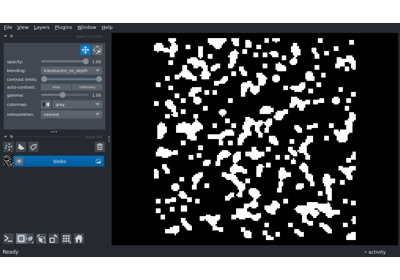 File View Layers Plugins Window Help
opacity: 1.00
blending: translucent_no_depth
contrast limits:
auto-contrast: once continuous
gamma: 1.00
colormap: gray
interpolation: nearest
blobs
Ready
activity